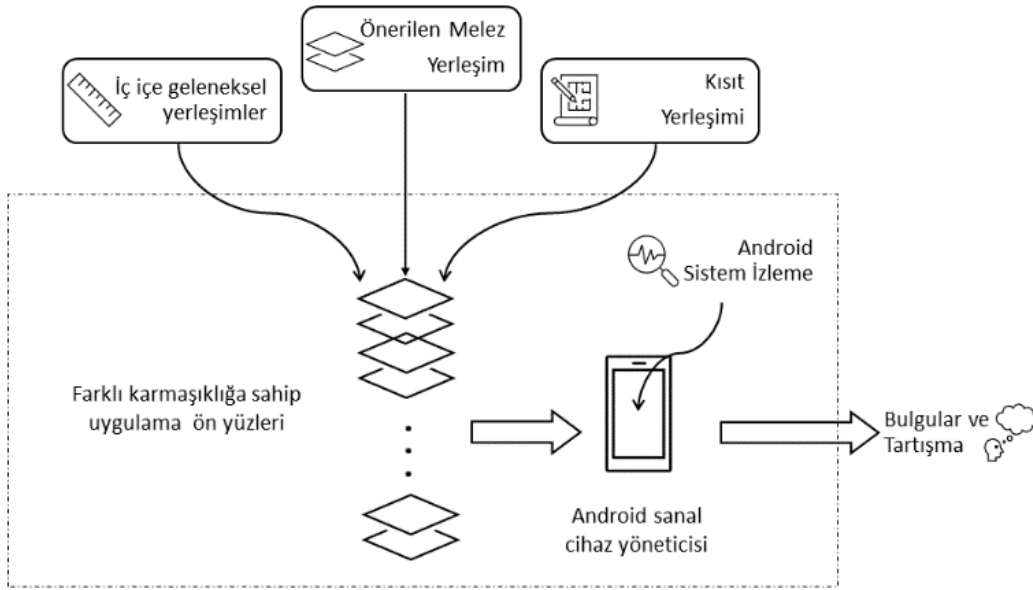 Önerilen Melez
Yerleşim
İç içe geleneksel
yerleşimler
Kısıt
Yerleşimi
Android
Sistem İzleme
Farklı karmaşıklığa sahip
uygulama ön yüzleri
Bulgular ve
Tartışma
Android sanal
cihaz yöneticisi